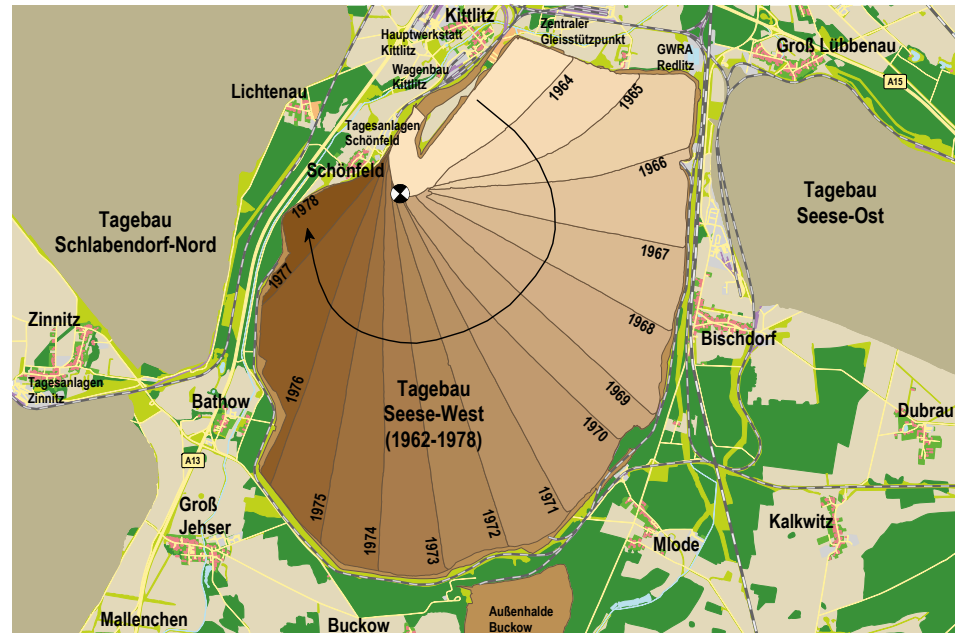 Kittlitz
Hauptwerkstatt
Kittlitz
Zentraler
Gleisstützpunkt
GWRA
Redlitz
Groß Lübbenau
A15
Wagenbau
Kittlitz
Lichtenau
Tagesanlagen
Schönfeld
Schönfeld
1964
1965
1966
1967
1968
1969
1970
1971
1972
1973
1974
1975
1976
1977
1978
Tagebau
Seese-Ost
Tagebau
Schlabendorf-Nord
Zinnitz
Tagesanlagen
Zinnitz
Bathow
Tagebau
Seese-West
(1962-1978)
Bischdorf
Dubrau
A13
Groß
Jehser
Mlode
Kalkwitz
Mallenchen
Buckow
Außenhalde
Buckow